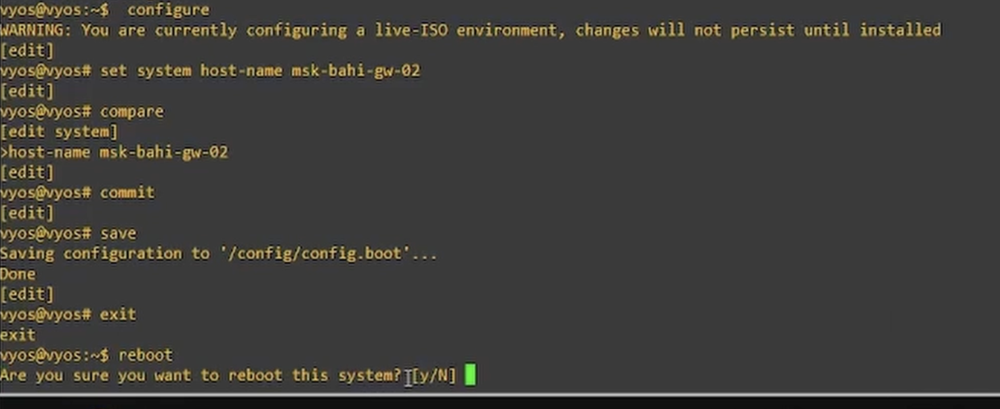 vyos@vyos:~$  configure
WARNING: You are currently configuring a live-ISO environment, changes will not persist until installed
[edit]
vyos@vyos# set system host-name msk-bahi-gw-02
[edit]
vyos@vyos# compare
[edit system]
>host-name msk-bahi-gw-02
[edit]
vyos@vyos# commit
[edit]
vyos@vyos# save
Saving configuration to '/config/config.boot'...
Done
[edit]
vyos@vyos# exit
exit
vyos@vyos:~$ reboot
Are you sure you want to reboot this system? [y/N]